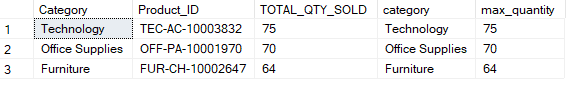 Category Product_ID TOTAL_QTY_SOLD category max_quantity
1 Technology TEC-AC-10003832 75 Technology 75
2 Office Supplies OFF-PA-10001970 70 Office Supplies 70
3 Furniture FUR-CH-10002647 64 Furniture 64